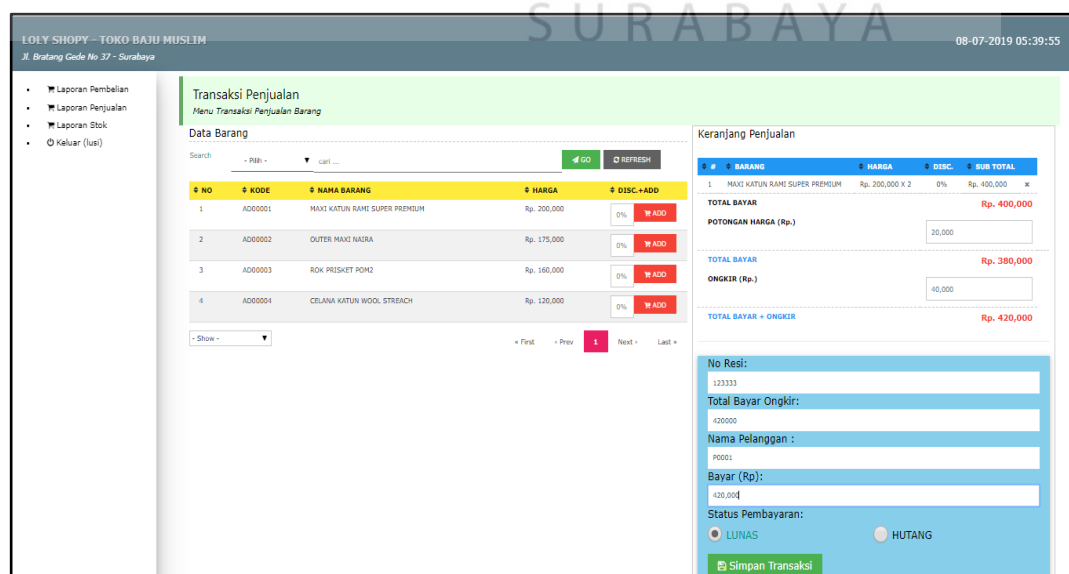 SURABAYA
LOLY SHOPY - TOKO BAJU MUSLIM
Jl. Bratang Gede No 37 - Surabaya
08-07-2019 05:39:55
Laporan Pembelian
Laporan Penjualan
Laporan Stok
Keluar (lusi)
Transaksi Penjualan
Menu Transaksi Penjualan Barang
Data Barang
Search
- Pilih -
cari ...
GO
REFRESH
NO KODE NAMA BARANG HARGA DISC.+ADD
1 AD00001 MAXI KATUN RAMI SUPER PREMIUM Rp. 200,000 0% ADD
2 AD00002 OUTER MAXI NAIRA Rp. 175,000 0% ADD
3 AD00003 ROK PRISKET POM2 Rp. 160,000 0% ADD
4 AD00004 CELANA KATUN WOOL STREACH Rp. 120,000 0% ADD
- Show -
« First ‹ Prev 1 Next › Last »
Keranjang Penjualan
# BARANG HARGA DISC. SUB TOTAL
1 MAXI KATUN RAMI SUPER PREMIUM Rp. 200,000 X 2 0% Rp. 400,000 ×
TOTAL BAYAR Rp. 400,000
POTONGAN HARGA (Rp.)
20,000
TOTAL BAYAR Rp. 380,000
ONGKIR (Rp.)
40,000
TOTAL BAYAR + ONGKIR Rp. 420,000
No Resi:
123333
Total Bayar Ongkir:
420000
Nama Pelanggan :
P0001
Bayar (Rp):
420,000
Status Pembayaran:
LUNAS
HUTANG
Simpan Transaksi